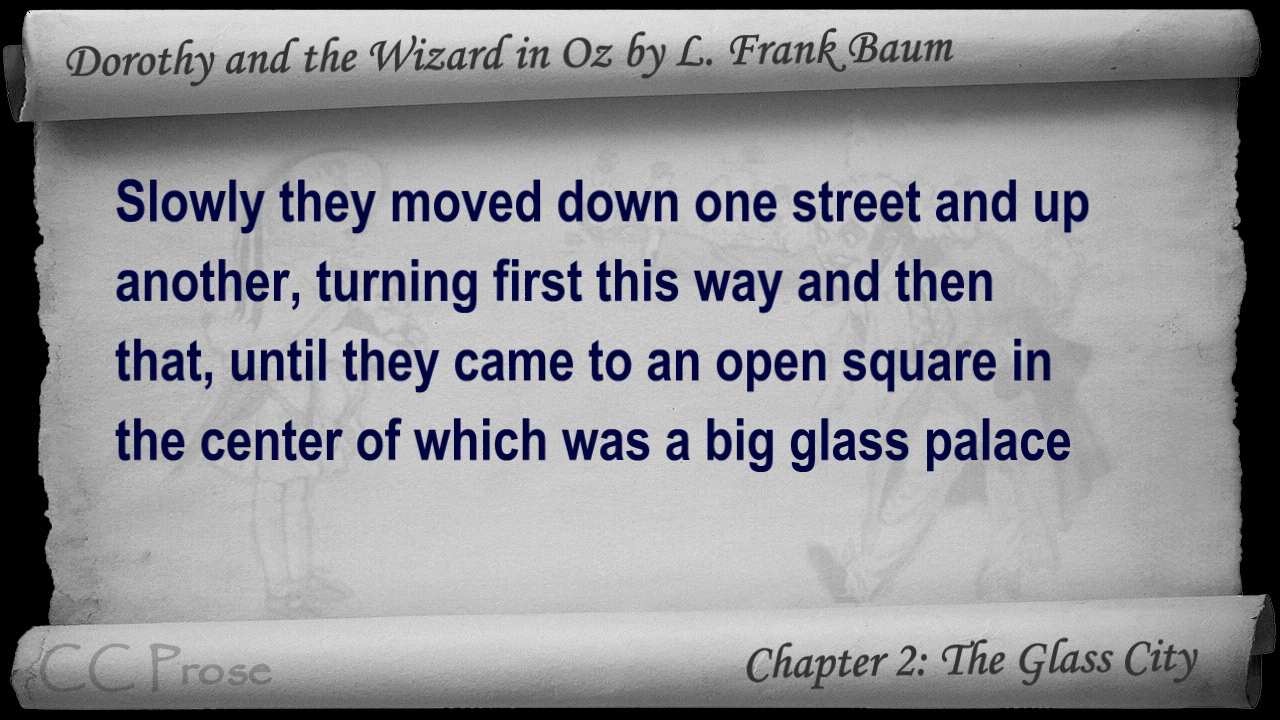 Dorothy and the Wizard in Oz by L. Frank Baum
Slowly they moved down one street and up
another, turning first this way and then
that, until they came to an open square in
the center of which was a big glass palace
CC Prose
Chapter 2: The Glass City